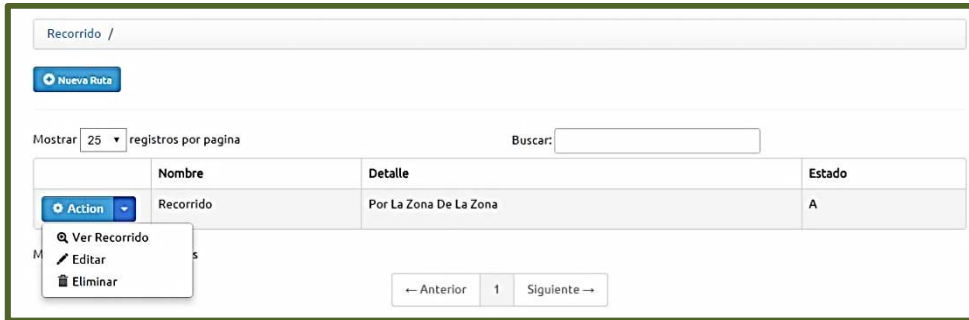 Recorrido /
Nueva Ruta
Mostrar 25 registros por pagina Buscar:
Nombre Detalle Estado
Action Recorrido Por La Zona De La Zona A
Ver Recorrido
Editar
Eliminar
← Anterior 1 Siguiente →